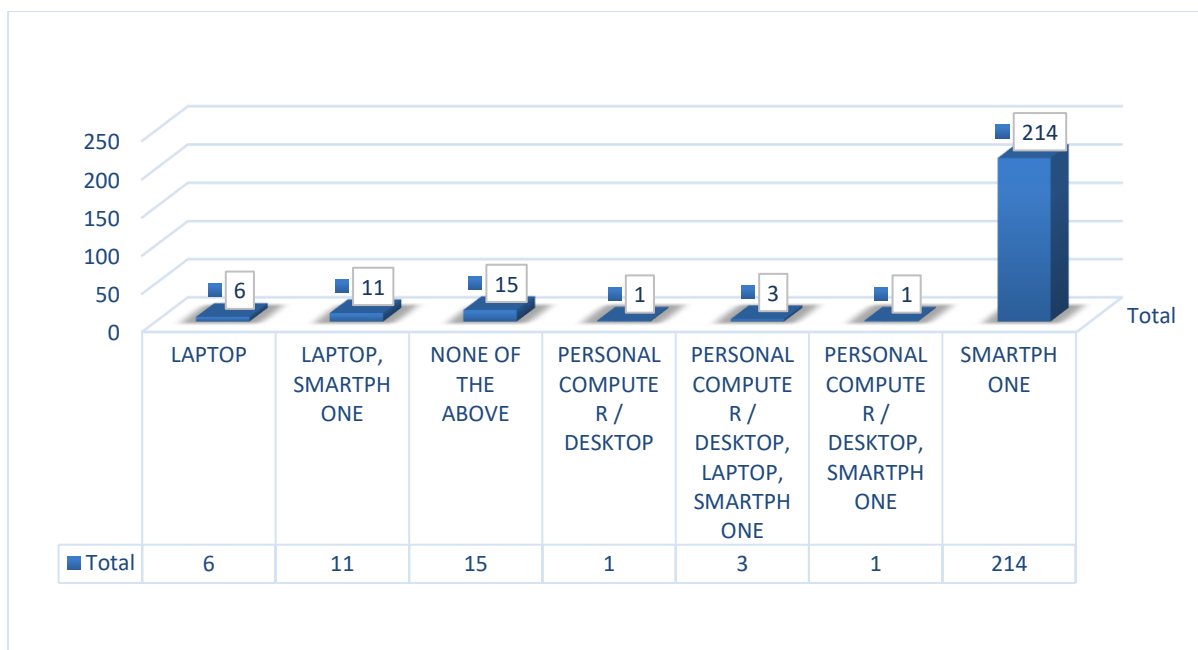 250
200
150
100
50
0
6
11
15
1
3
1
214
Total
LAPTOP
LAPTOP,
SMARTPH
ONE
NONE OF
THE
ABOVE
PERSONAL
COMPUTE
R /
DESKTOP
PERSONAL
COMPUTE
R /
DESKTOP,
LAPTOP,
SMARTPH
ONE
PERSONAL
COMPUTE
R /
DESKTOP,
SMARTPH
ONE
SMARTPH
ONE
Total 6 11 15 1 3 1 214